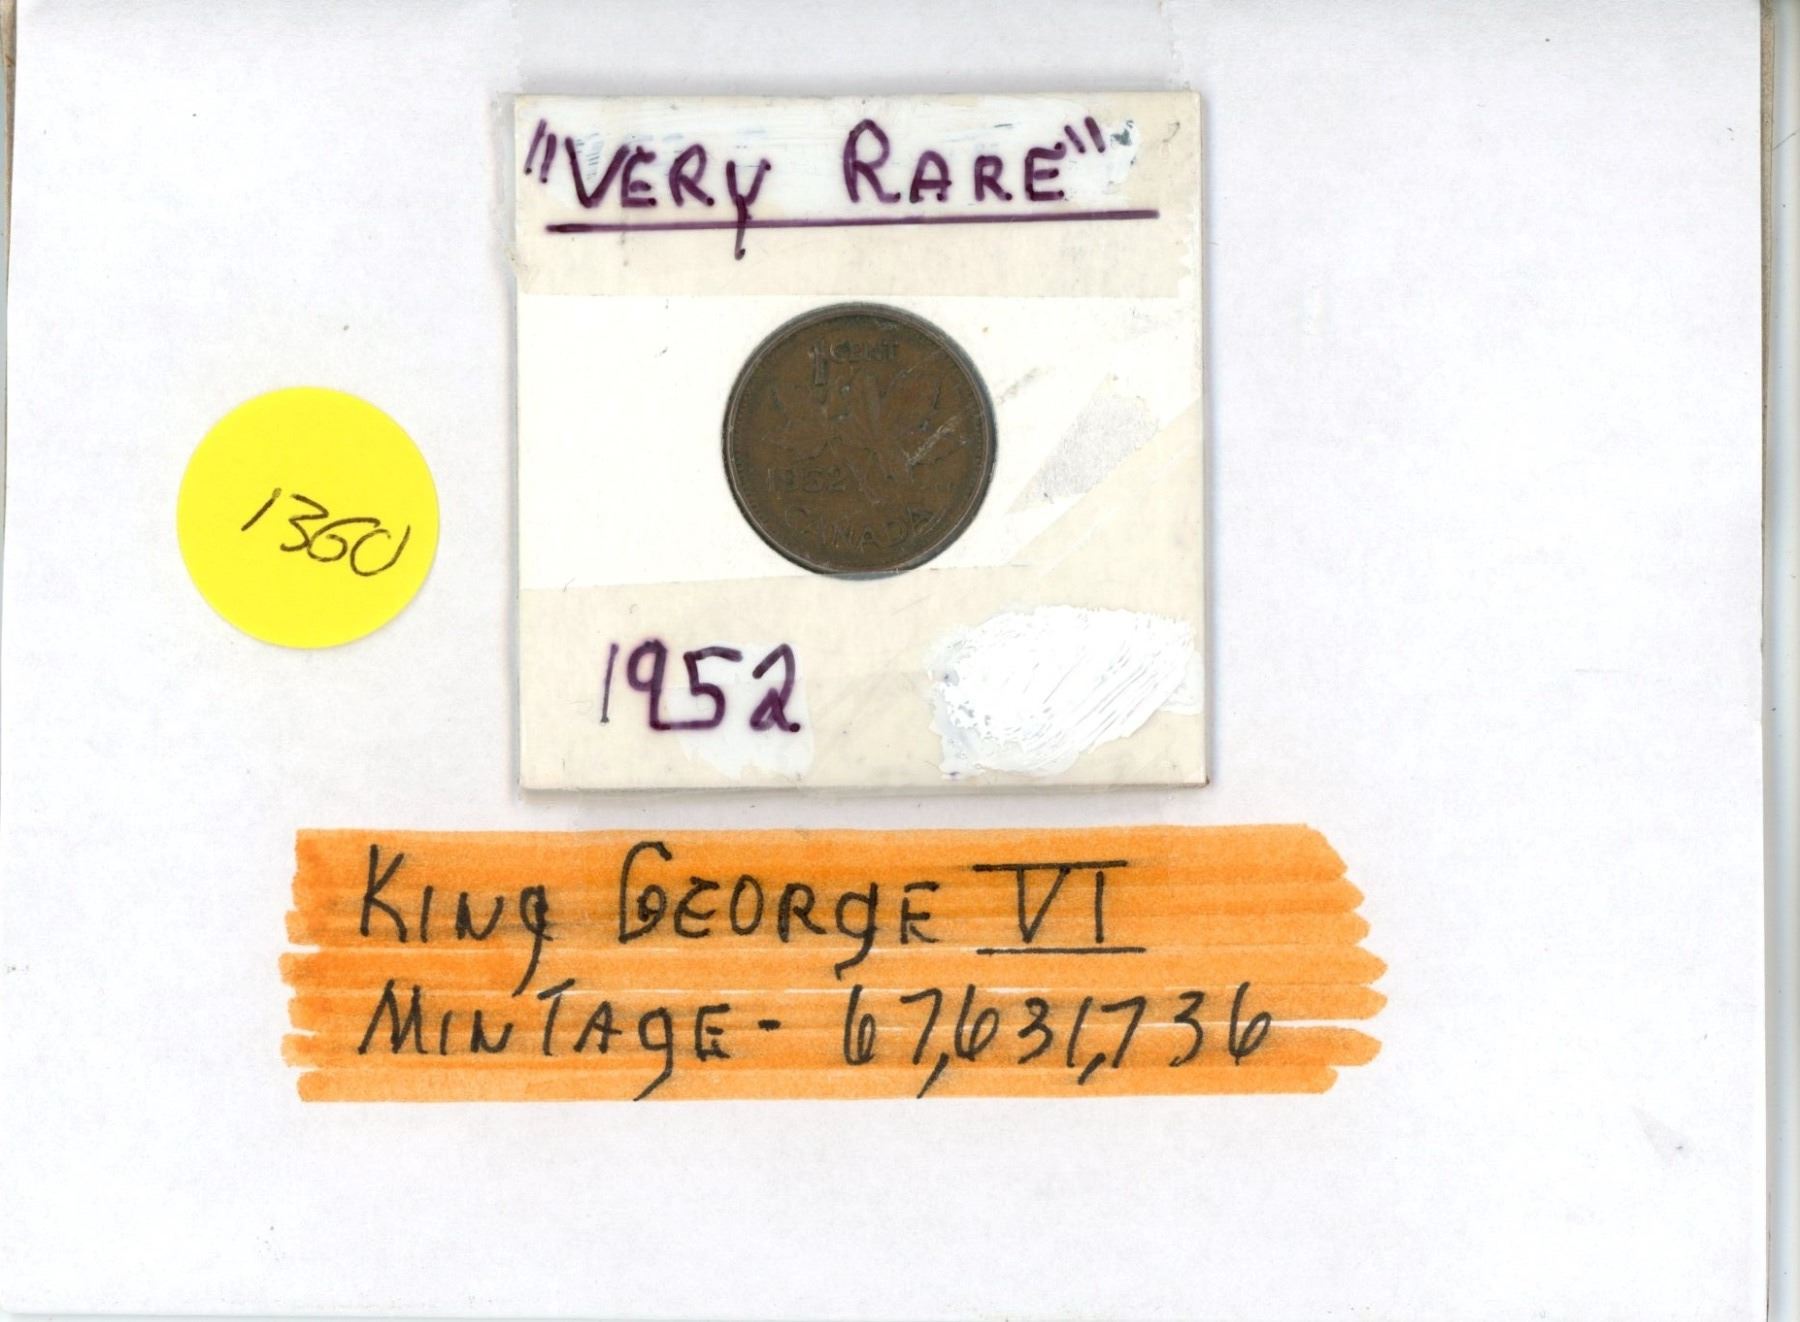 "VERY RARE"
1 CENT
1952
CANADA
1952
1360
KING GEORGE VI
MINTAGE - 67,631,736